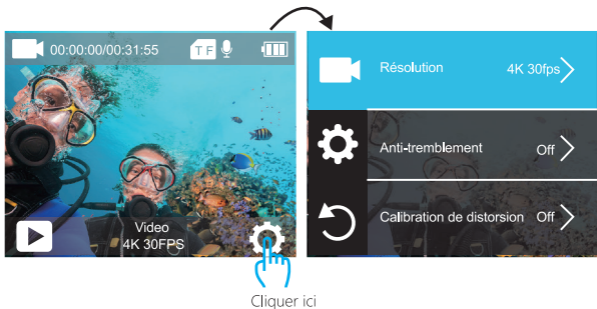 00:00:00/00:31:55 TF
Video
4K 30FPS
Cliquer ici
Résolution 4K 30fps
Anti-tremblement Off
Calibration de distorsion Off